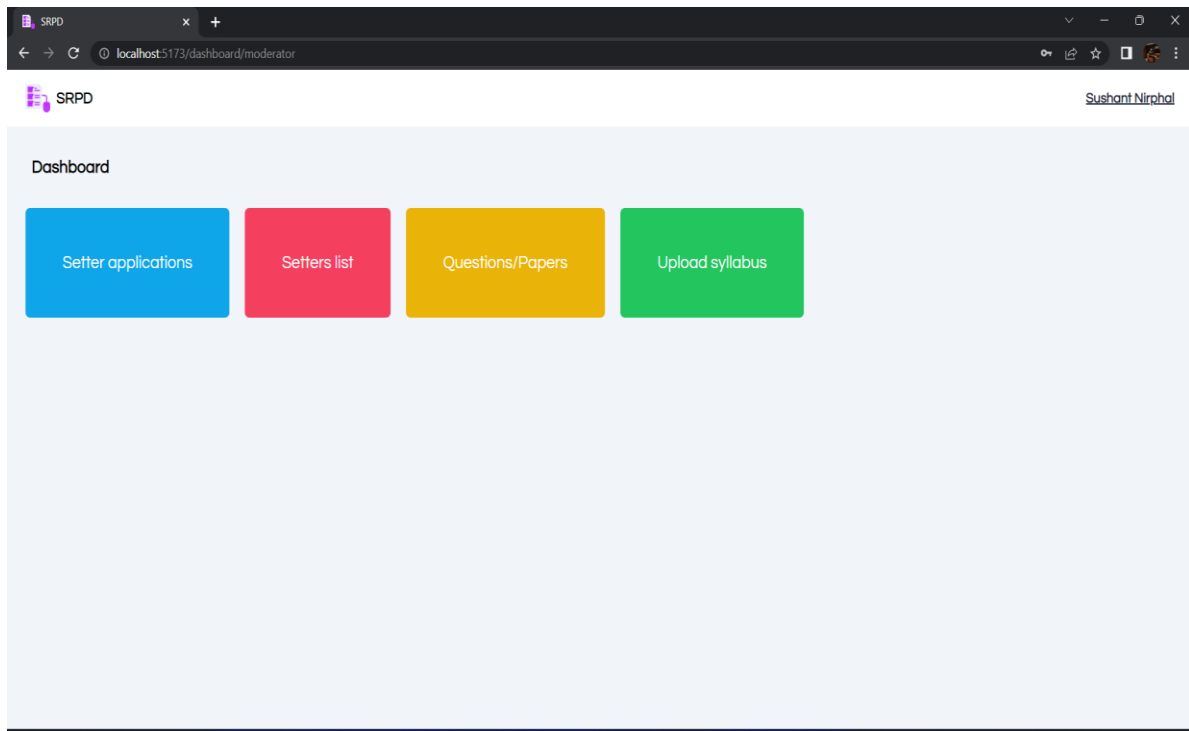 SRPD
localhost:5173/dashboard/moderator
SRPD
Sushant Nirphal
Dashboard
Setter applications
Setters list
Questions/Papers
Upload syllabus